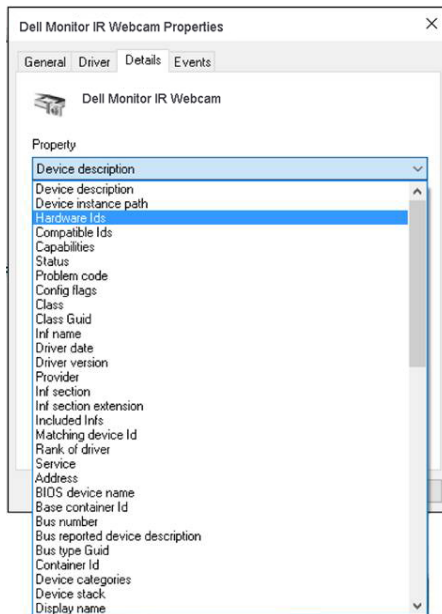 Dell Monitor IR Webcam Properties
General Driver Details Events
Dell Monitor IR Webcam
Property
Device description
Device description
Device instance path
Hardware Ids
Compatible Ids
Capabilities
Status
Problem code
Config flags
Class
Class Guid
Inf name
Driver date
Driver version
Provider
Inf section
Inf section extension
Included Infs
Matching device Id
Rank of driver
Service
Address
BIOS device name
Base container Id
Bus number
Bus reported device description
Bus type Guid
Container Id
Device categories
Device stack
Display name